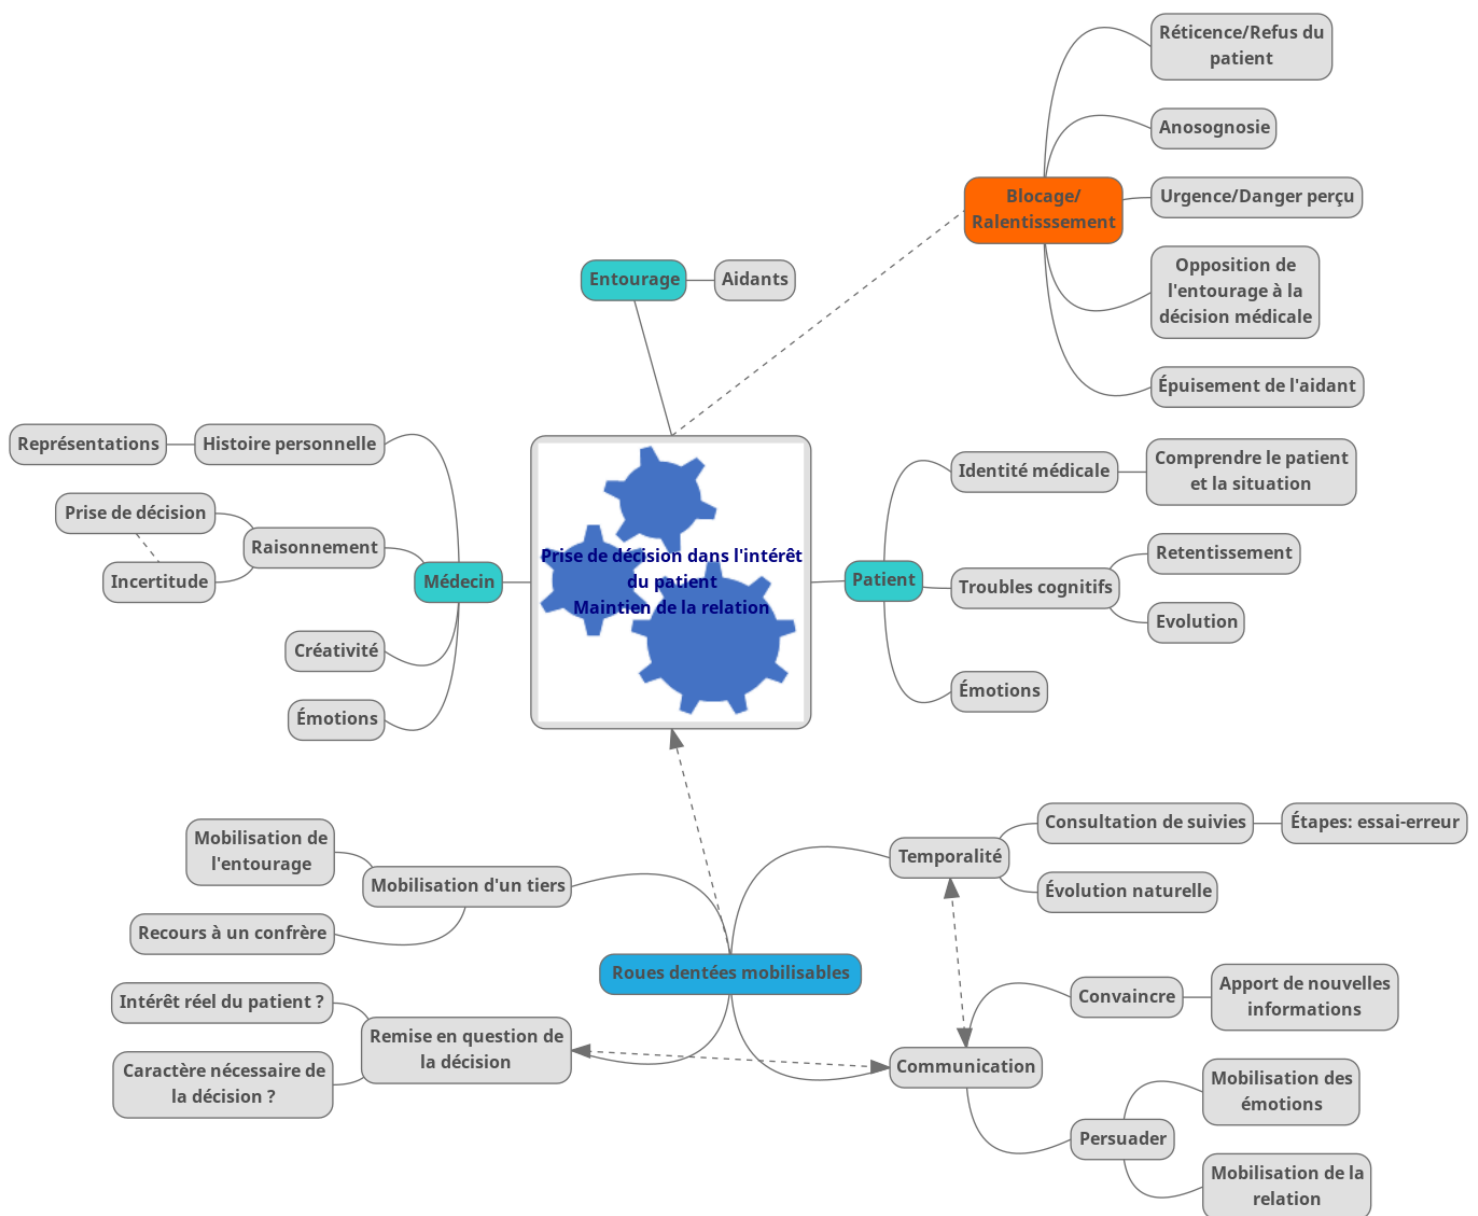 Réticence/Refus du
patient
Anosognosie
Blocage/
Ralentisssement
Urgence/Danger perçu
Opposition de
l'entourage à la
décision médicale
Épuisement de l'aidant
Entourage
Aidants
Représentations
Histoire personnelle
Prise de décision
Raisonnement
Incertitude
Médecin
Créativité
Émotions
Prise de décision dans l'intérêt
du patient
Maintien de la relation
Patient
Identité médicale
Comprendre le patient
et la situation
Troubles cognitifs
Retentissement
Evolution
Émotions
Mobilisation de
l'entourage
Mobilisation d'un tiers
Recours à un confrère
Roues dentées mobilisables
Intérêt réel du patient ?
Remise en question de
la décision
Caractère nécessaire de
la décision ?
Temporalité
Consultation de suivies
Étapes: essai-erreur
Évolution naturelle
Communication
Convaincre
Apport de nouvelles
informations
Persuader
Mobilisation des
émotions
Mobilisation de la
relation